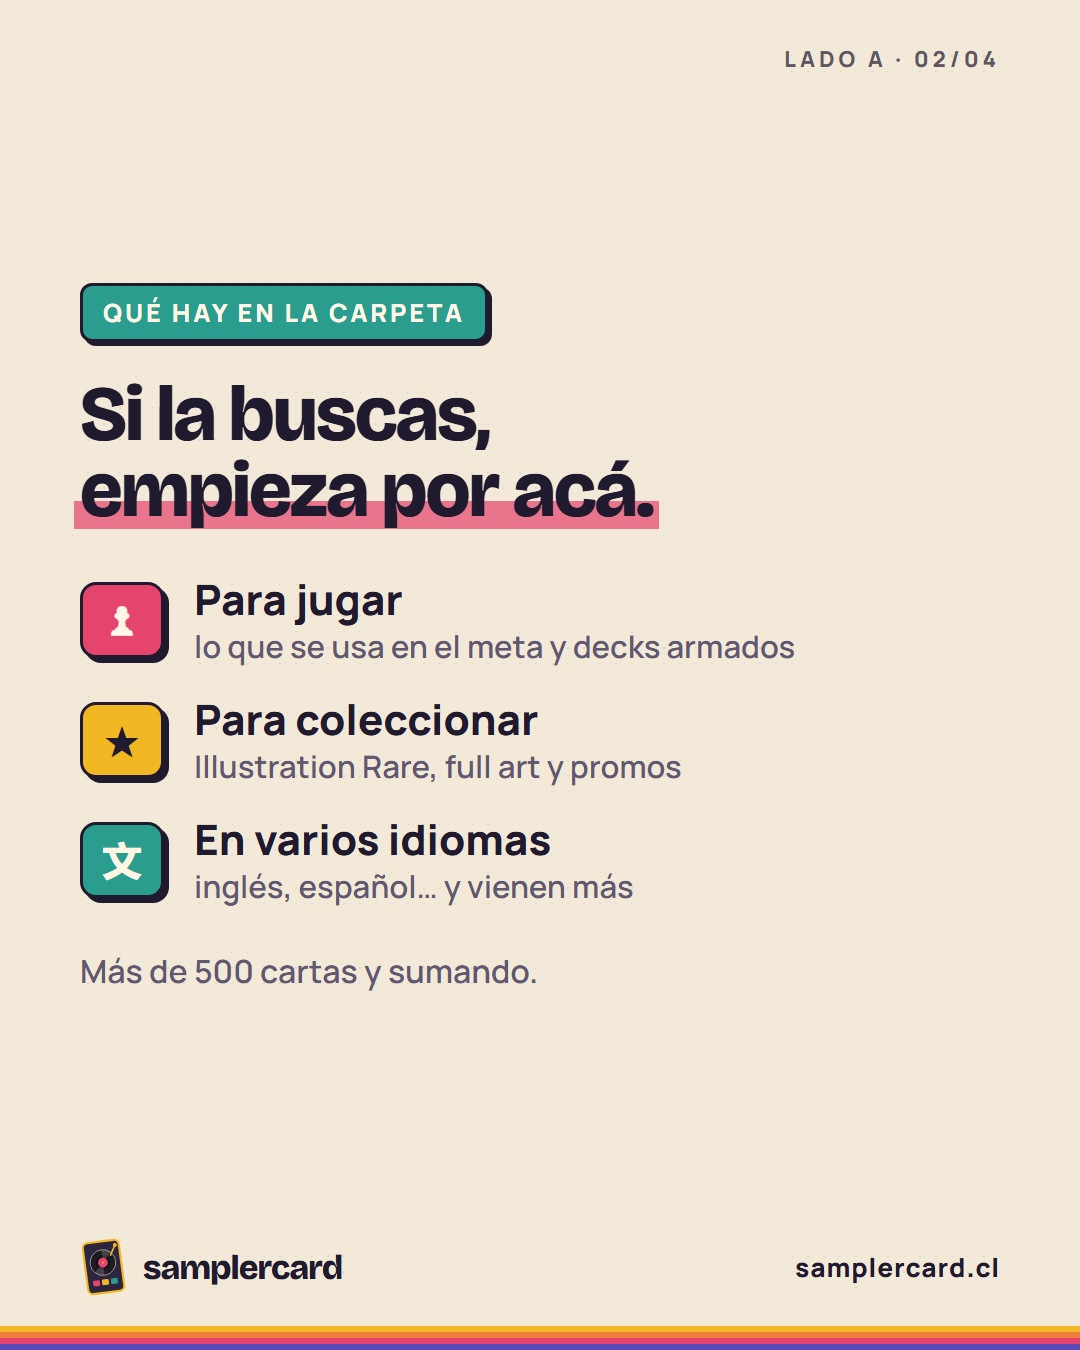 LADO A · 02/04
QUÉ HAY EN LA CARPETA
Si la buscas,
empieza por acá.
Para jugar
lo que se usa en el meta y decks armados
Para coleccionar
Illustration Rare, full art y promos
文
En varios idiomas
inglés, español... y vienen más
Más de 500 cartas y sumando.
samplercard
samplercard.cl